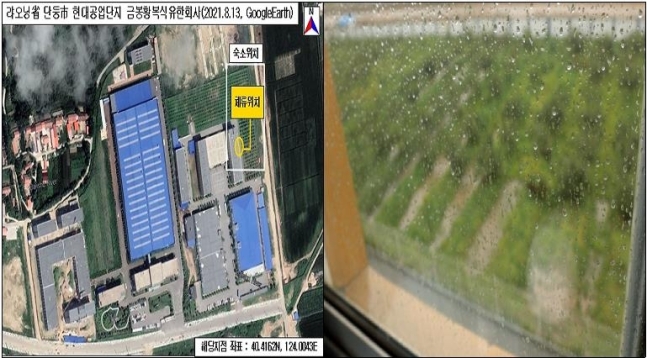 랴오닝省 단둥市 현대공업단지 금봉황복식유한회사(2021.8.13, GoogleEarth)
N
숙소위치
체류위치
해당지점 좌표 : 40.4162N, 124.0043E